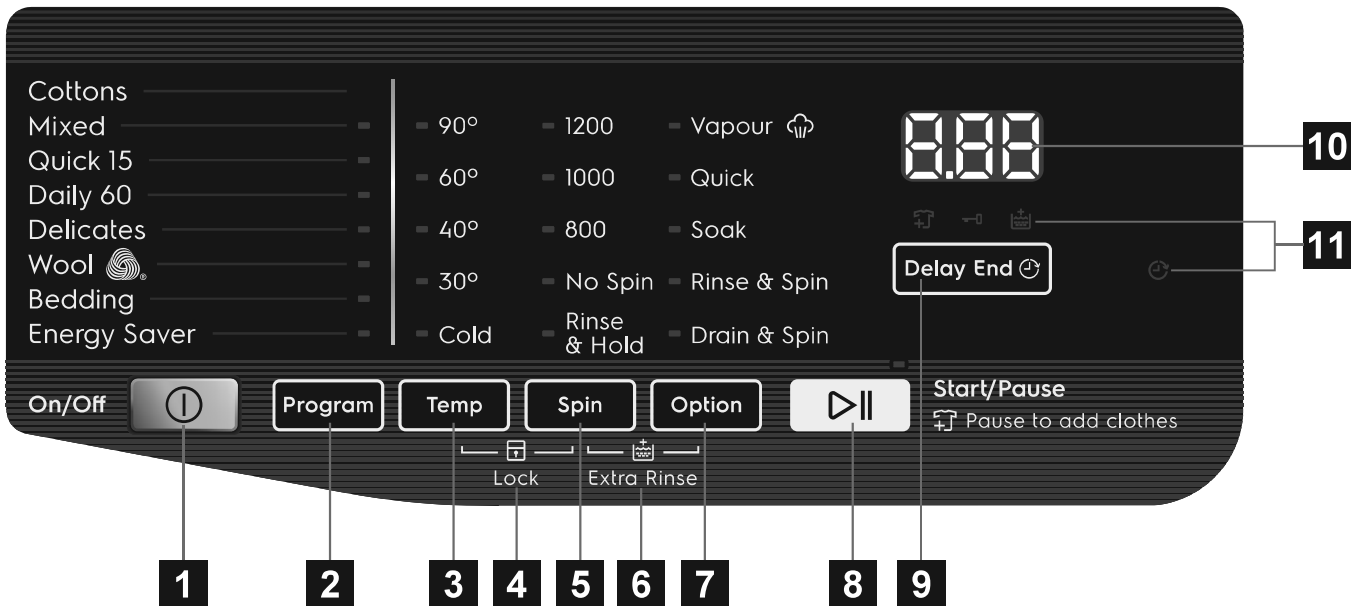 Cottons
Mixed
Quick 15
Daily 60
Delicates
Wool ®
Bedding
Energy Saver
90°
60°
40°
30°
Cold
1200
1000
800
No Spin
Rinse
& Hold
Vapour
Quick
Soak
Rinse & Spin
Drain & Spin
8.88
10
11
Delay End
On/Off
Program
Temp
Spin
Option
Start/Pause
Pause to add clothes
Lock
Extra Rinse
1
2
3
4
5
6
7
8
9